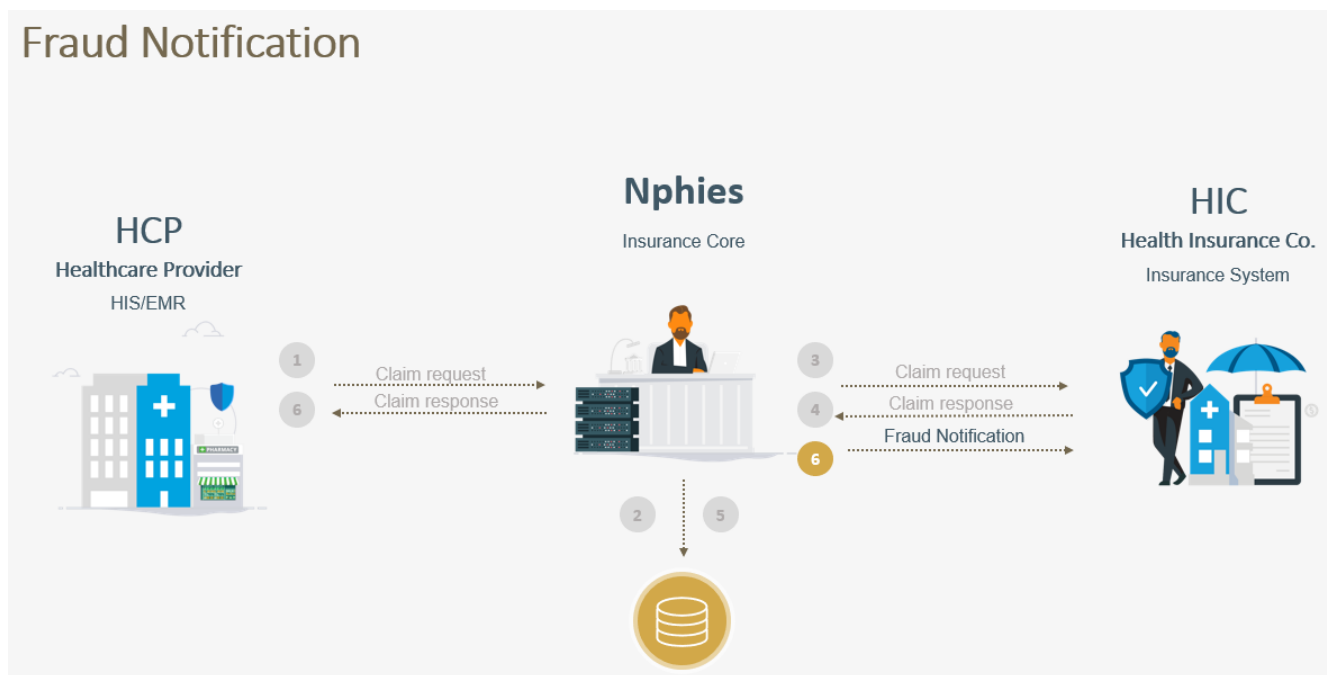 Fraud Notification
Nphies
Insurance Core
HCP
Healthcare Provider
HIS/EMR
HIC
Health Insurance Co.
Insurance System
1
Claim request
6
Claim response
3
Claim request
4
Claim response
6
Fraud Notification
PHARMACY
2
5